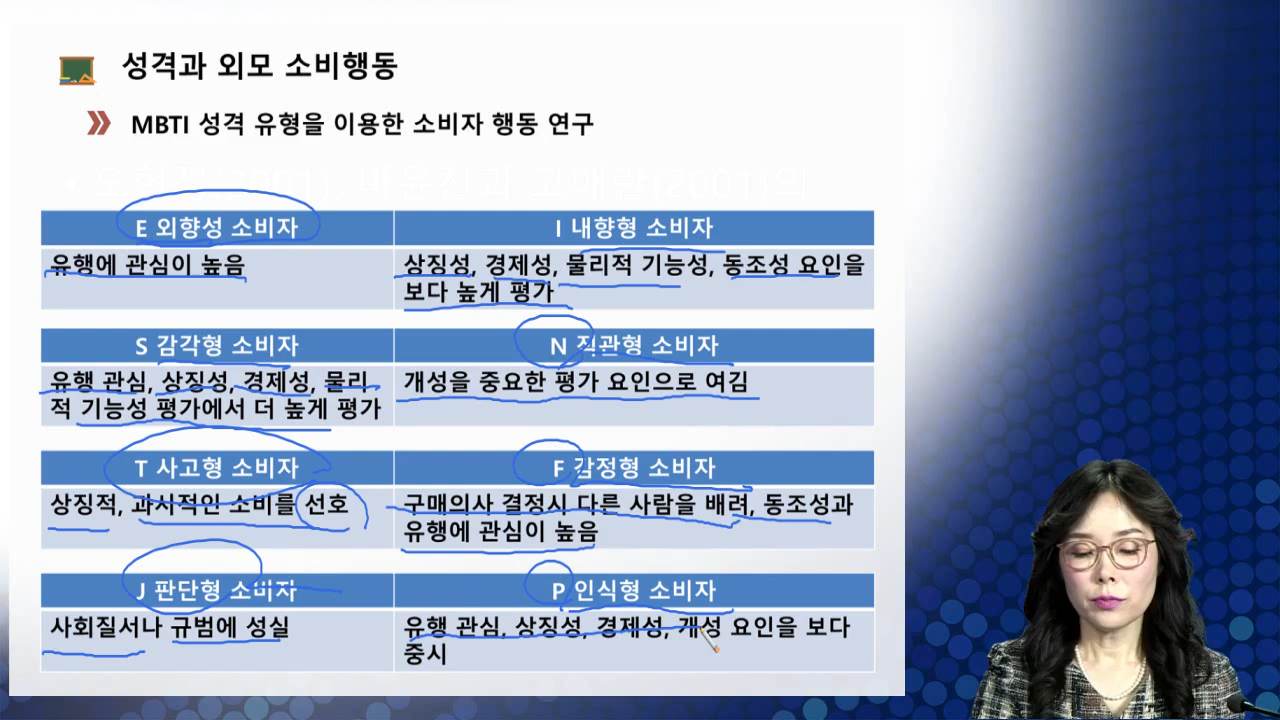 성격과 외모 소비행동
MBTI 성격 유형을 이용한 소비자 행동 연구
E 외향성 소비자
I 내향형 소비자
유행에 관심이 높음
상징성, 경제성, 물리적 기능성, 동조성 요인을
보다 높게 평가
S 감각형 소비자
N 직관형 소비자
유행 관심, 상징성, 경제성, 물리
적 기능성 평가에서 더 높게 평가
개성을 중요한 평가 요인으로 여김
T 사고형 소비자
F 감정형 소비자
상징적, 과시적인 소비를 선호
구매의사 결정시 다른 사람을 배려, 동조성과
유행에 관심이 높음
J 판단형 소비자
P 인식형 소비자
사회질서나 규범에 성실
유행 관심, 상징성, 경제성, 개성 요인을 보다
중시